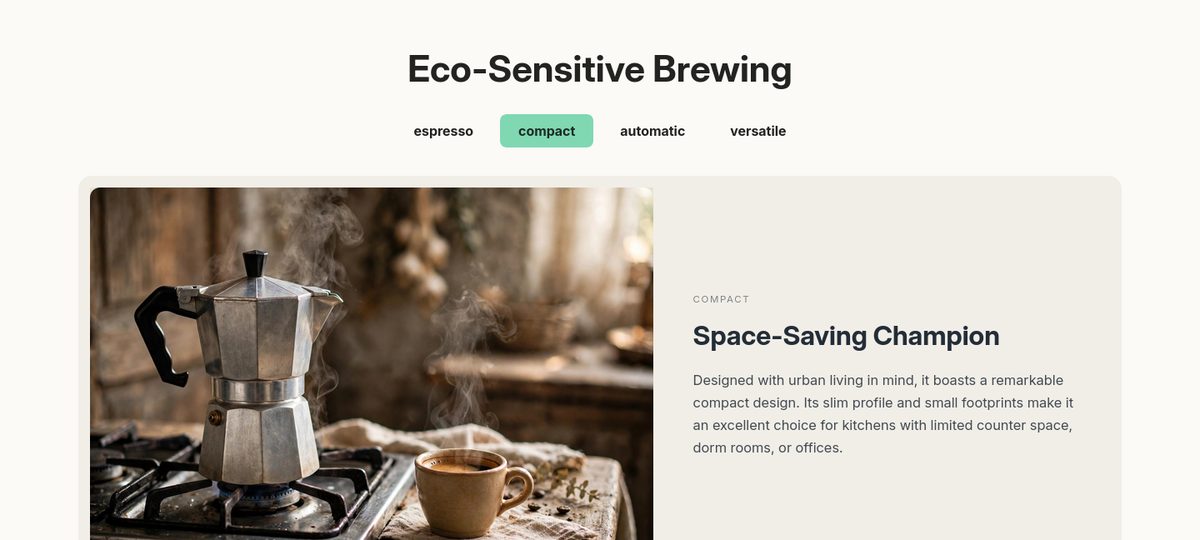 Eco-Sensitive Brewing
espresso
compact
automatic
versatile
COMPACT
Space-Saving Champion
Designed with urban living in mind, it boasts a remarkable
compact design. Its slim profile and small footprints make it
an excellent choice for kitchens with limited counter space,
dorm rooms, or offices.